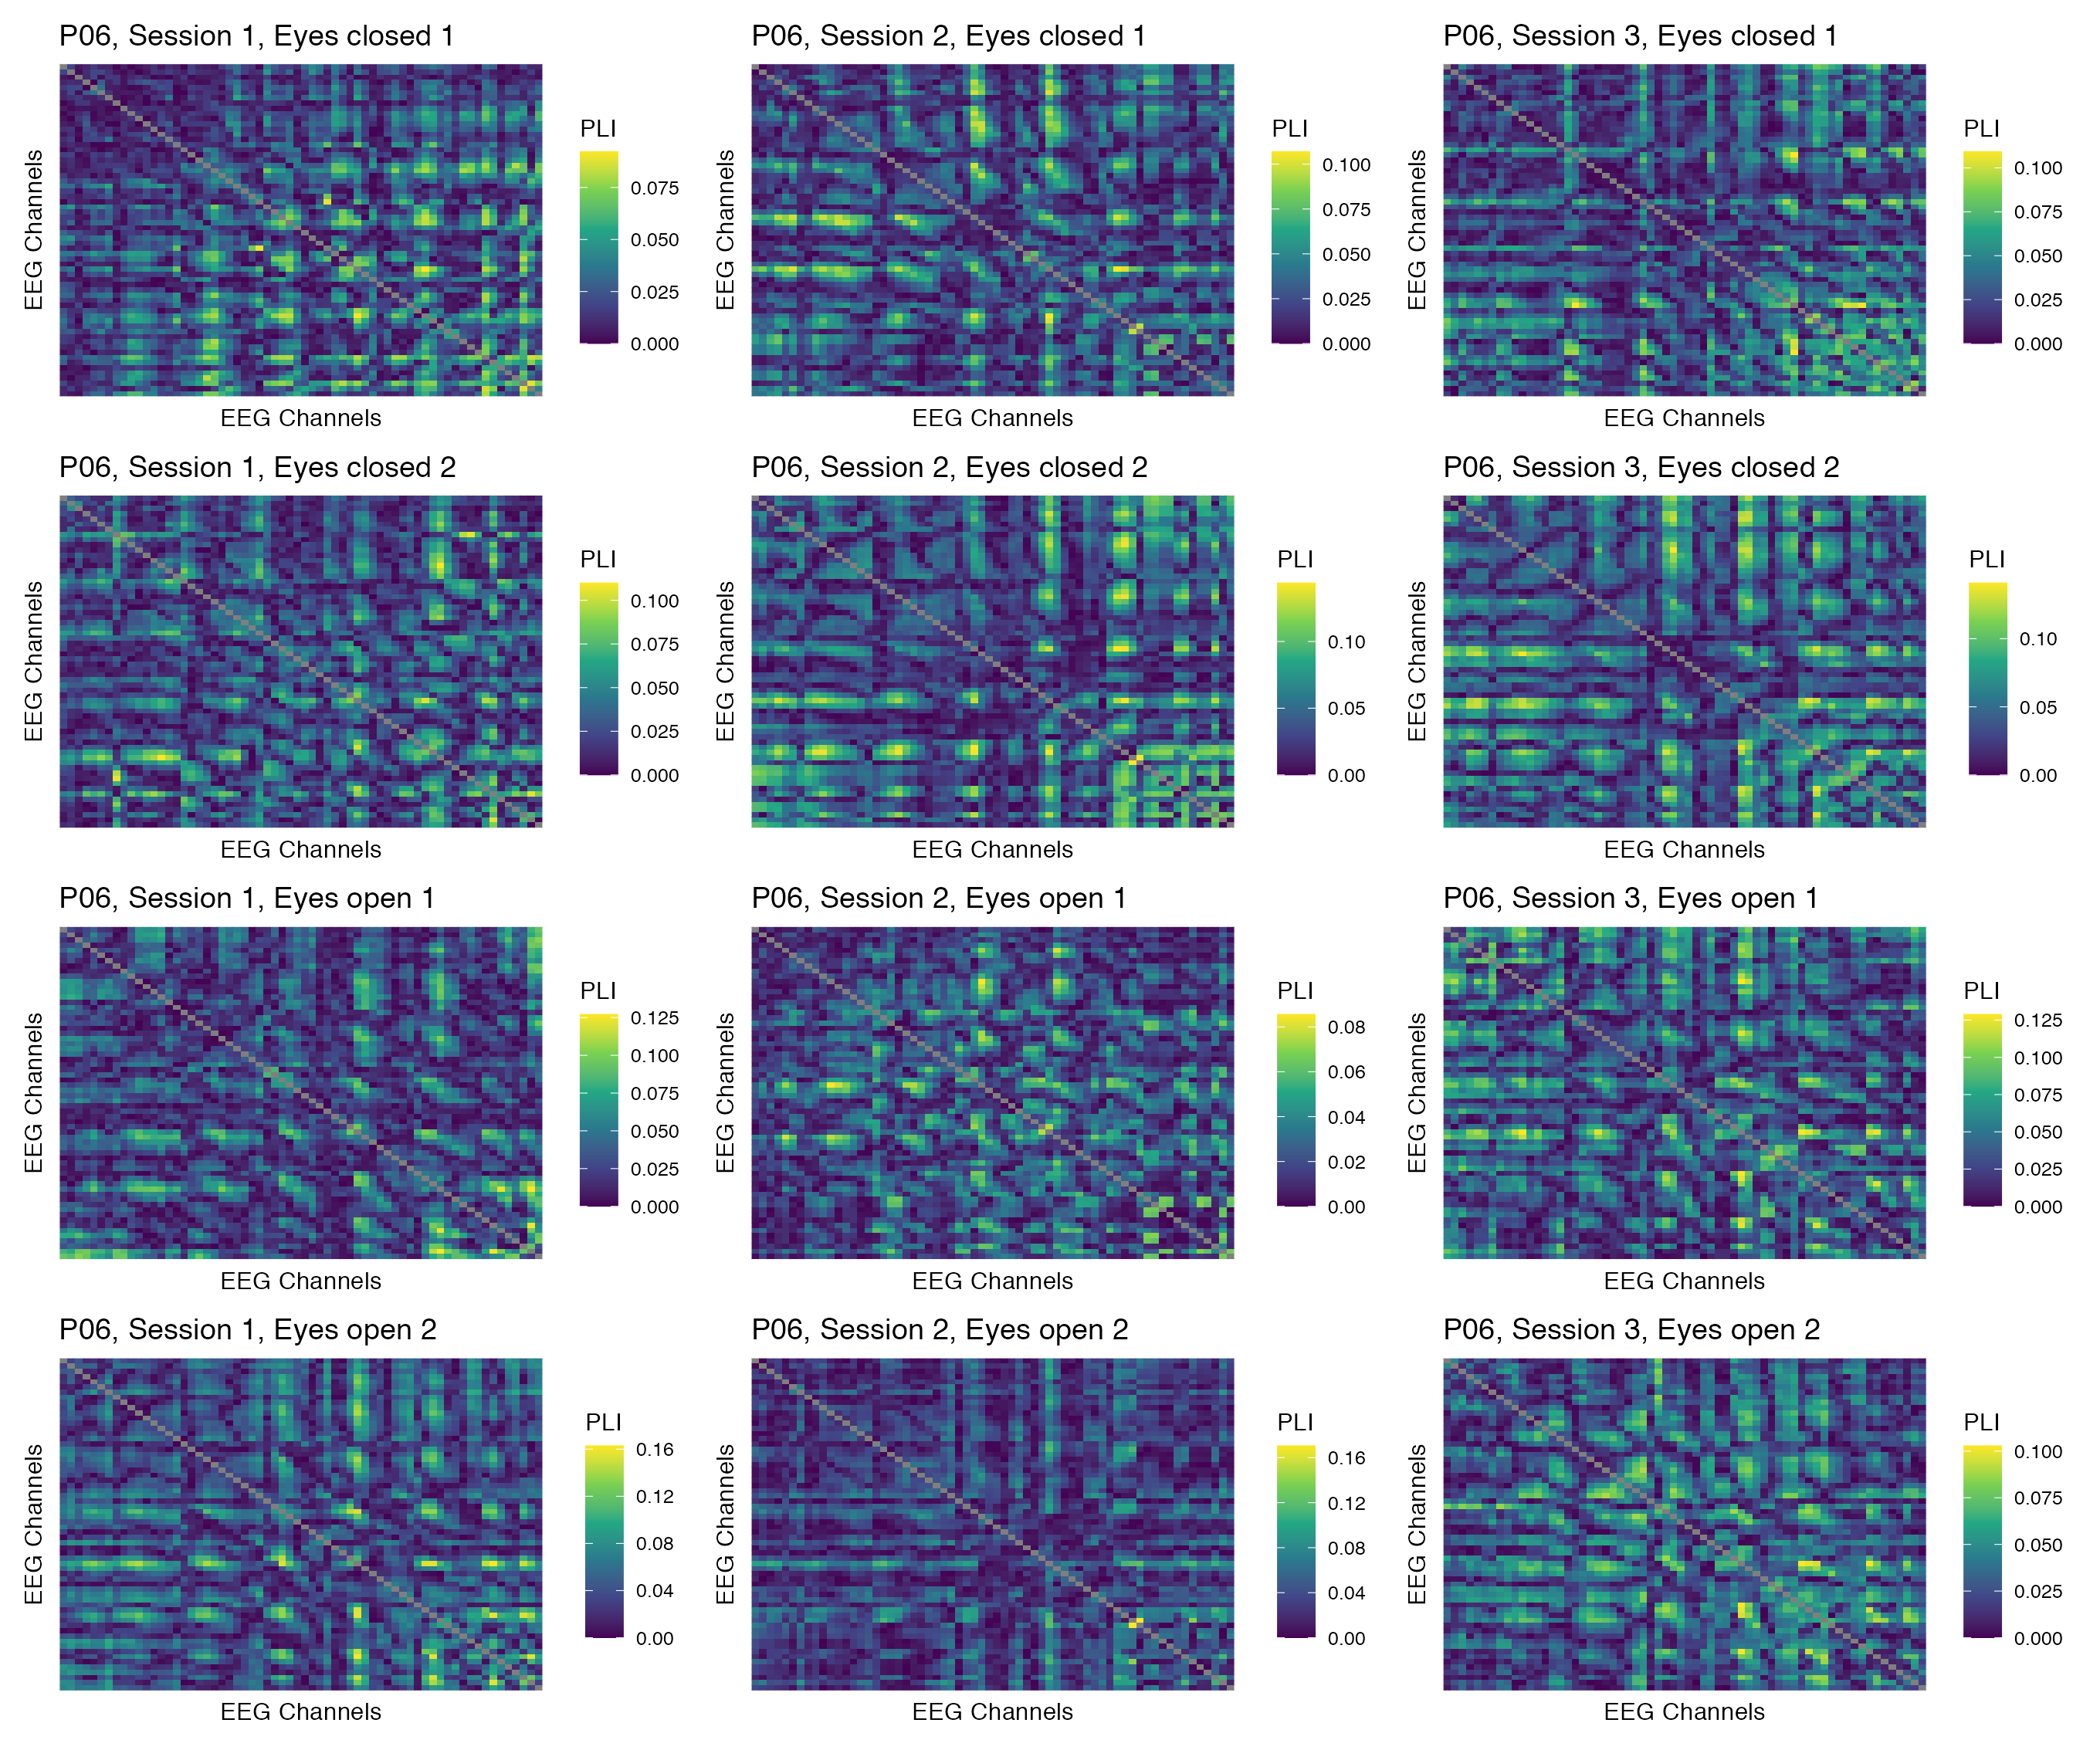 P06, Session 1, Eyes closed 1
P06, Session 2, Eyes closed 1
P06, Session 3, Eyes closed 1
EEG Channels
EEG Channels
PLI
0.075
0.050
0.025
0.000
EEG Channels
EEG Channels
PLI
0.100
0.075
0.050
0.025
0.000
EEG Channels
EEG Channels
PLI
0.100
0.075
0.050
0.025
0.000
P06, Session 1, Eyes closed 2
P06, Session 2, Eyes closed 2
P06, Session 3, Eyes closed 2
EEG Channels
EEG Channels
PLI
0.100
0.075
0.050
0.025
0.000
EEG Channels
EEG Channels
PLI
0.10
0.05
0.00
EEG Channels
EEG Channels
PLI
0.10
0.05
0.00
P06, Session 1, Eyes open 1
P06, Session 2, Eyes open 1
P06, Session 3, Eyes open 1
EEG Channels
EEG Channels
PLI
0.125
0.100
0.075
0.050
0.025
0.000
EEG Channels
EEG Channels
PLI
0.08
0.06
0.04
0.02
0.00
EEG Channels
EEG Channels
PLI
0.125
0.100
0.075
0.050
0.025
0.000
P06, Session 1, Eyes open 2
P06, Session 2, Eyes open 2
P06, Session 3, Eyes open 2
EEG Channels
EEG Channels
PLI
0.16
0.12
0.08
0.04
0.00
EEG Channels
EEG Channels
PLI
0.16
0.12
0.08
0.04
0.00
EEG Channels
EEG Channels
PLI
0.100
0.075
0.050
0.025
0.000